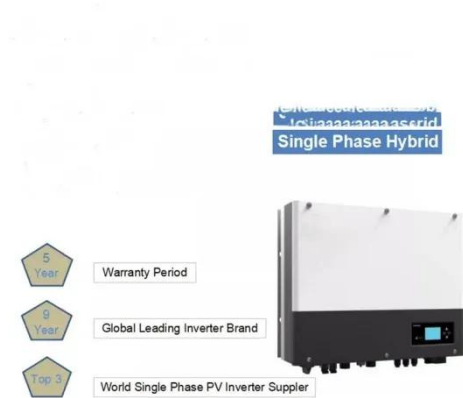 Single Phase Hybrid
5
Year
Warranty Period
9
Year
Global Leading Inverter Brand
Top 3
World Single Phase PV Inverter Suppler